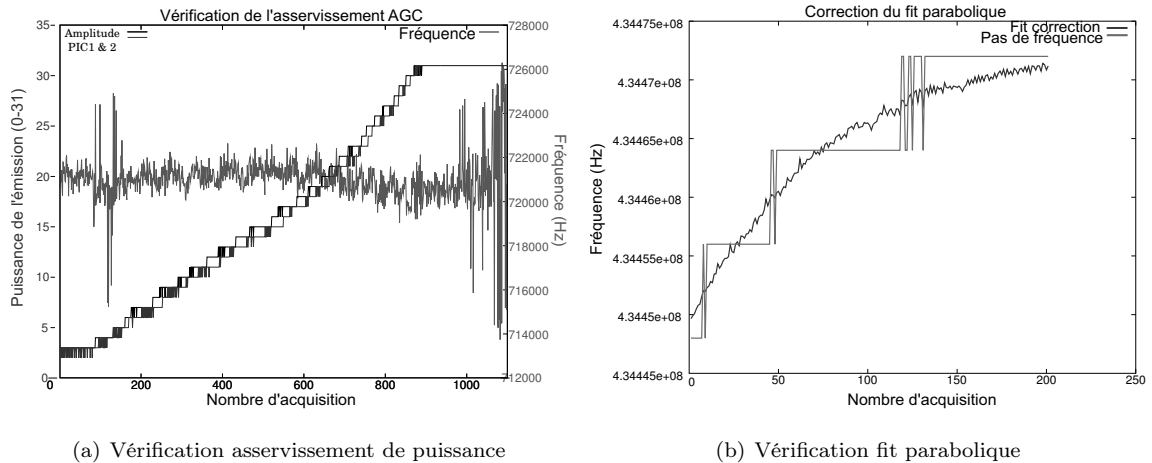 Vérification de l'asservissement AGC
Amplitude
PIC1 & 2
Fréquence
Puissance de l'émission (0-31)
35
30
25
20
15
10
5
0
728000
726000
724000
722000
720000
718000
716000
714000
712000
Fréquence (Hz)
0 200 400 600 800 1000
Nombre d'acquisition
(a) Vérification asservissement de puissance
Correction du fit parabolique
Fit correction
Pas de fréquence
Fréquence (Hz)
4.34475e+08
4.3447e+08
4.34465e+08
4.3446e+08
4.34455e+08
4.3445e+08
4.34445e+08
0 50 100 150 200 250
Nombre d'acquisition
(b) Vérification fit parabolique